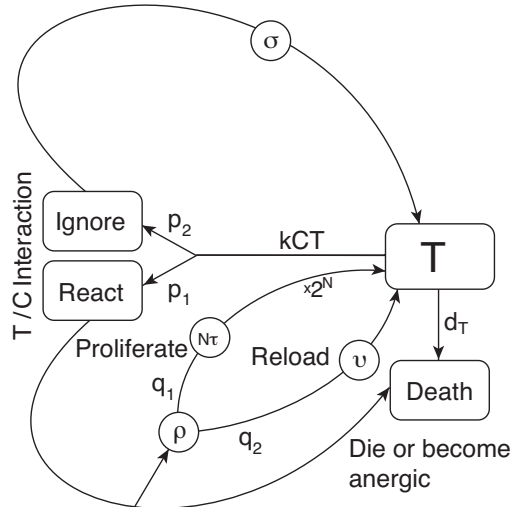 σ
T / C Interaction
Ignore
p₂
kCT
T
React
p₁
×2ᴺ
d_T
Proliferate
Nτ
Reload
υ
Death
q₁
ρ
q₂
Die or become
anergic